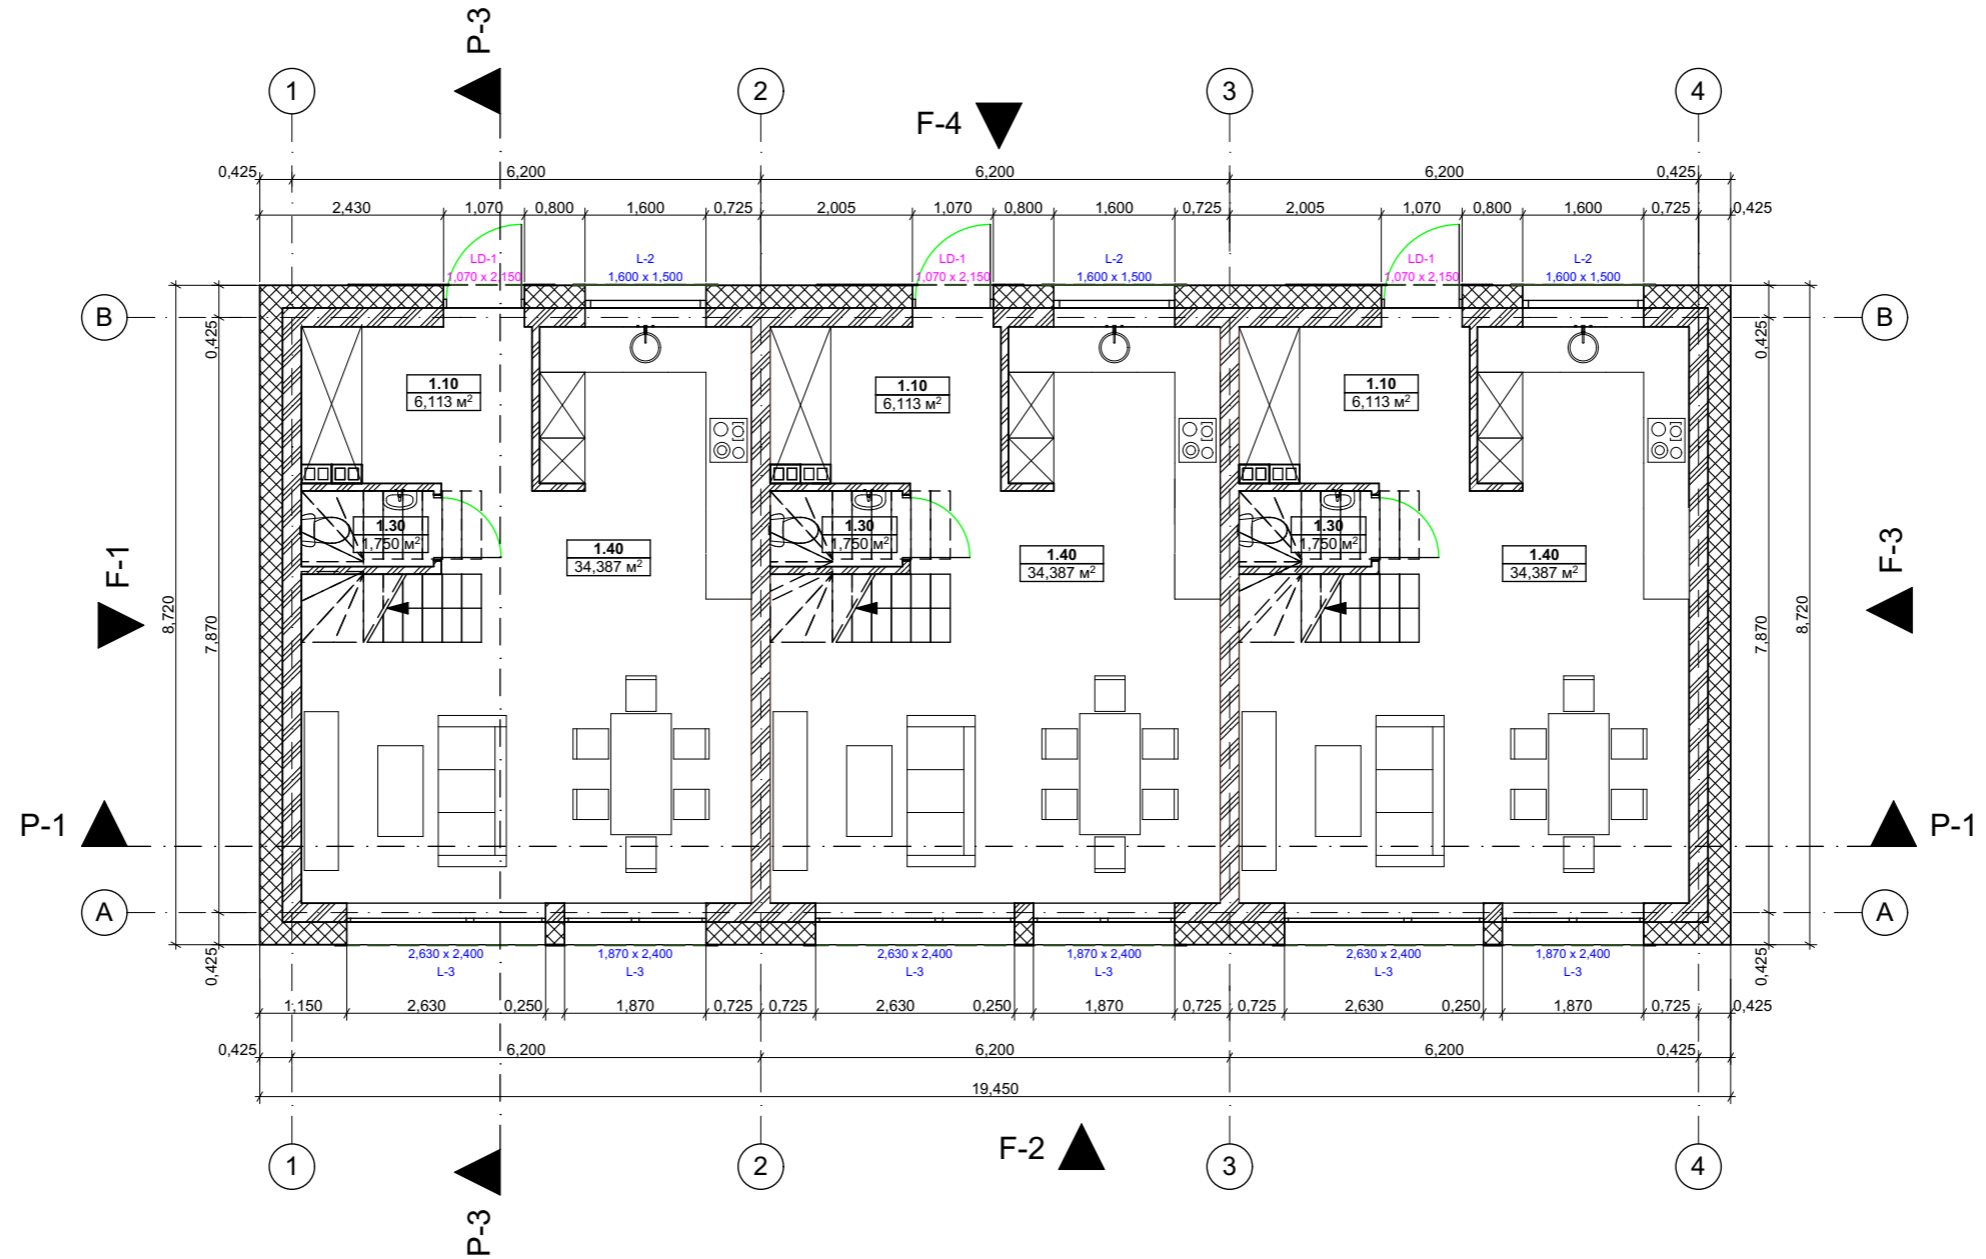 P-3
1 2 3 4
F-4
0,425 6,200 6,200 6,200 0,425
2,430 1,070 0,800 1,600 0,725 2,005 1,070 0,800 1,600 0,725 2,005 1,070 0,800 1,600 0,725 0,425
LD-1 L-2 LD-1 L-2 LD-1 L-2
1,070 x 2,150 1,600 x 1,500 1,070 x 2,150 1,600 x 1,500 1,070 x 2,150 1,600 x 1,500
B B
0,425 0,425
1.10 1.10 1.10
6,113 м² 6,113 м² 6,113 м²
1.30 1.30 1.30
1,750 м² 1,750 м² 1,750 м²
1.40 1.40 1.40
34,387 м² 34,387 м² 34,387 м²
F-1 F-3
8,720 7,870 7,870 8,720
P-1 P-1
A A
0,425 0,425
2,630 x 2,400 1,870 x 2,400 2,630 x 2,400 1,870 x 2,400 2,630 x 2,400 1,870 x 2,400
L-3 L-3 L-3 L-3 L-3 L-3
1,150 2,630 0,250 1,870 0,725 0,725 2,630 0,250 1,870 0,725 0,725 2,630 0,250 1,870 0,725 0,425
0,425 6,200 6,200 6,200 0,425
19,450
F-2
1 2 3 4
P-3